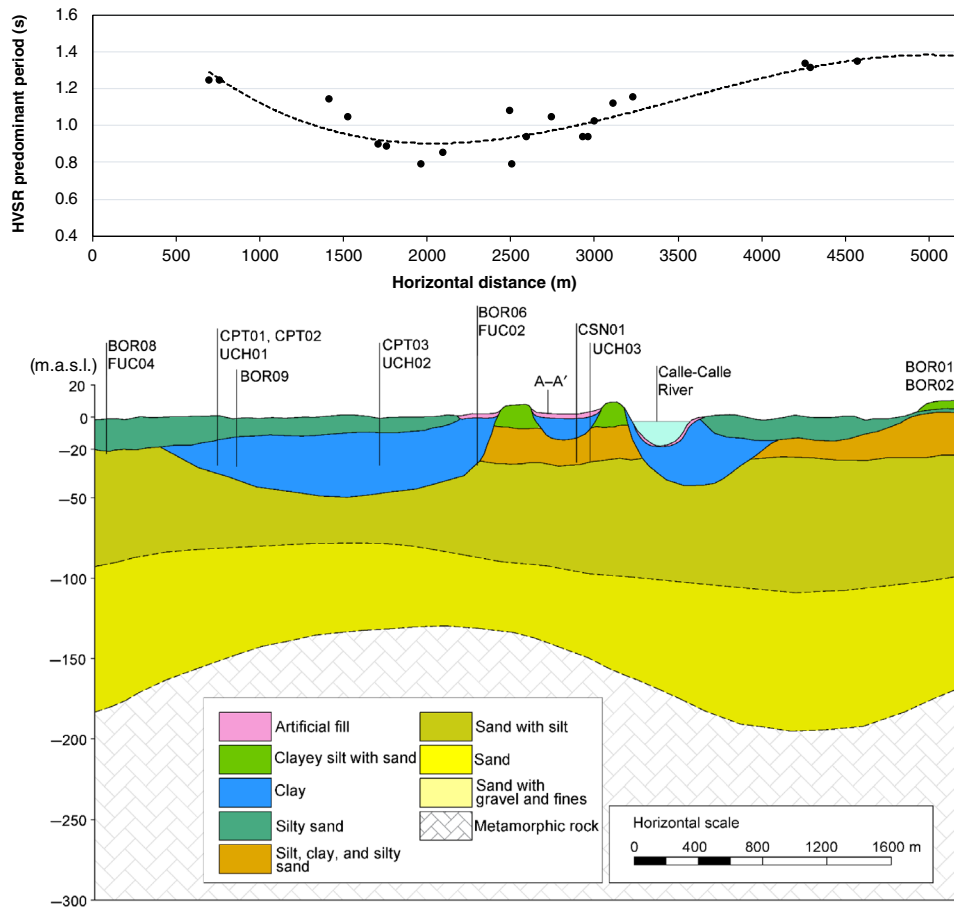 HVSR predominant period (s)
1.6
1.4
1.2
1.0
0.8
0.6
0.4
0
500
1000
1500
2000
2500
3000
3500
4000
4500
5000
Horizontal distance (m)
(m.a.s.l.)
BOR08
FUC04
CPT01, CPT02
UCH01
BOR09
CPT03
UCH02
BOR06
FUC02
A–A′
CSN01
UCH03
Calle-Calle
River
BOR01
BOR02
20
0
−20
−50
−100
−150
−200
−250
−300
Artificial fill
Clayey silt with sand
Clay
Silty sand
Silt, clay, and silty
sand
Sand with silt
Sand
Sand with
gravel and fines
Metamorphic rock
Horizontal scale
0 400 800 1200 1600 m